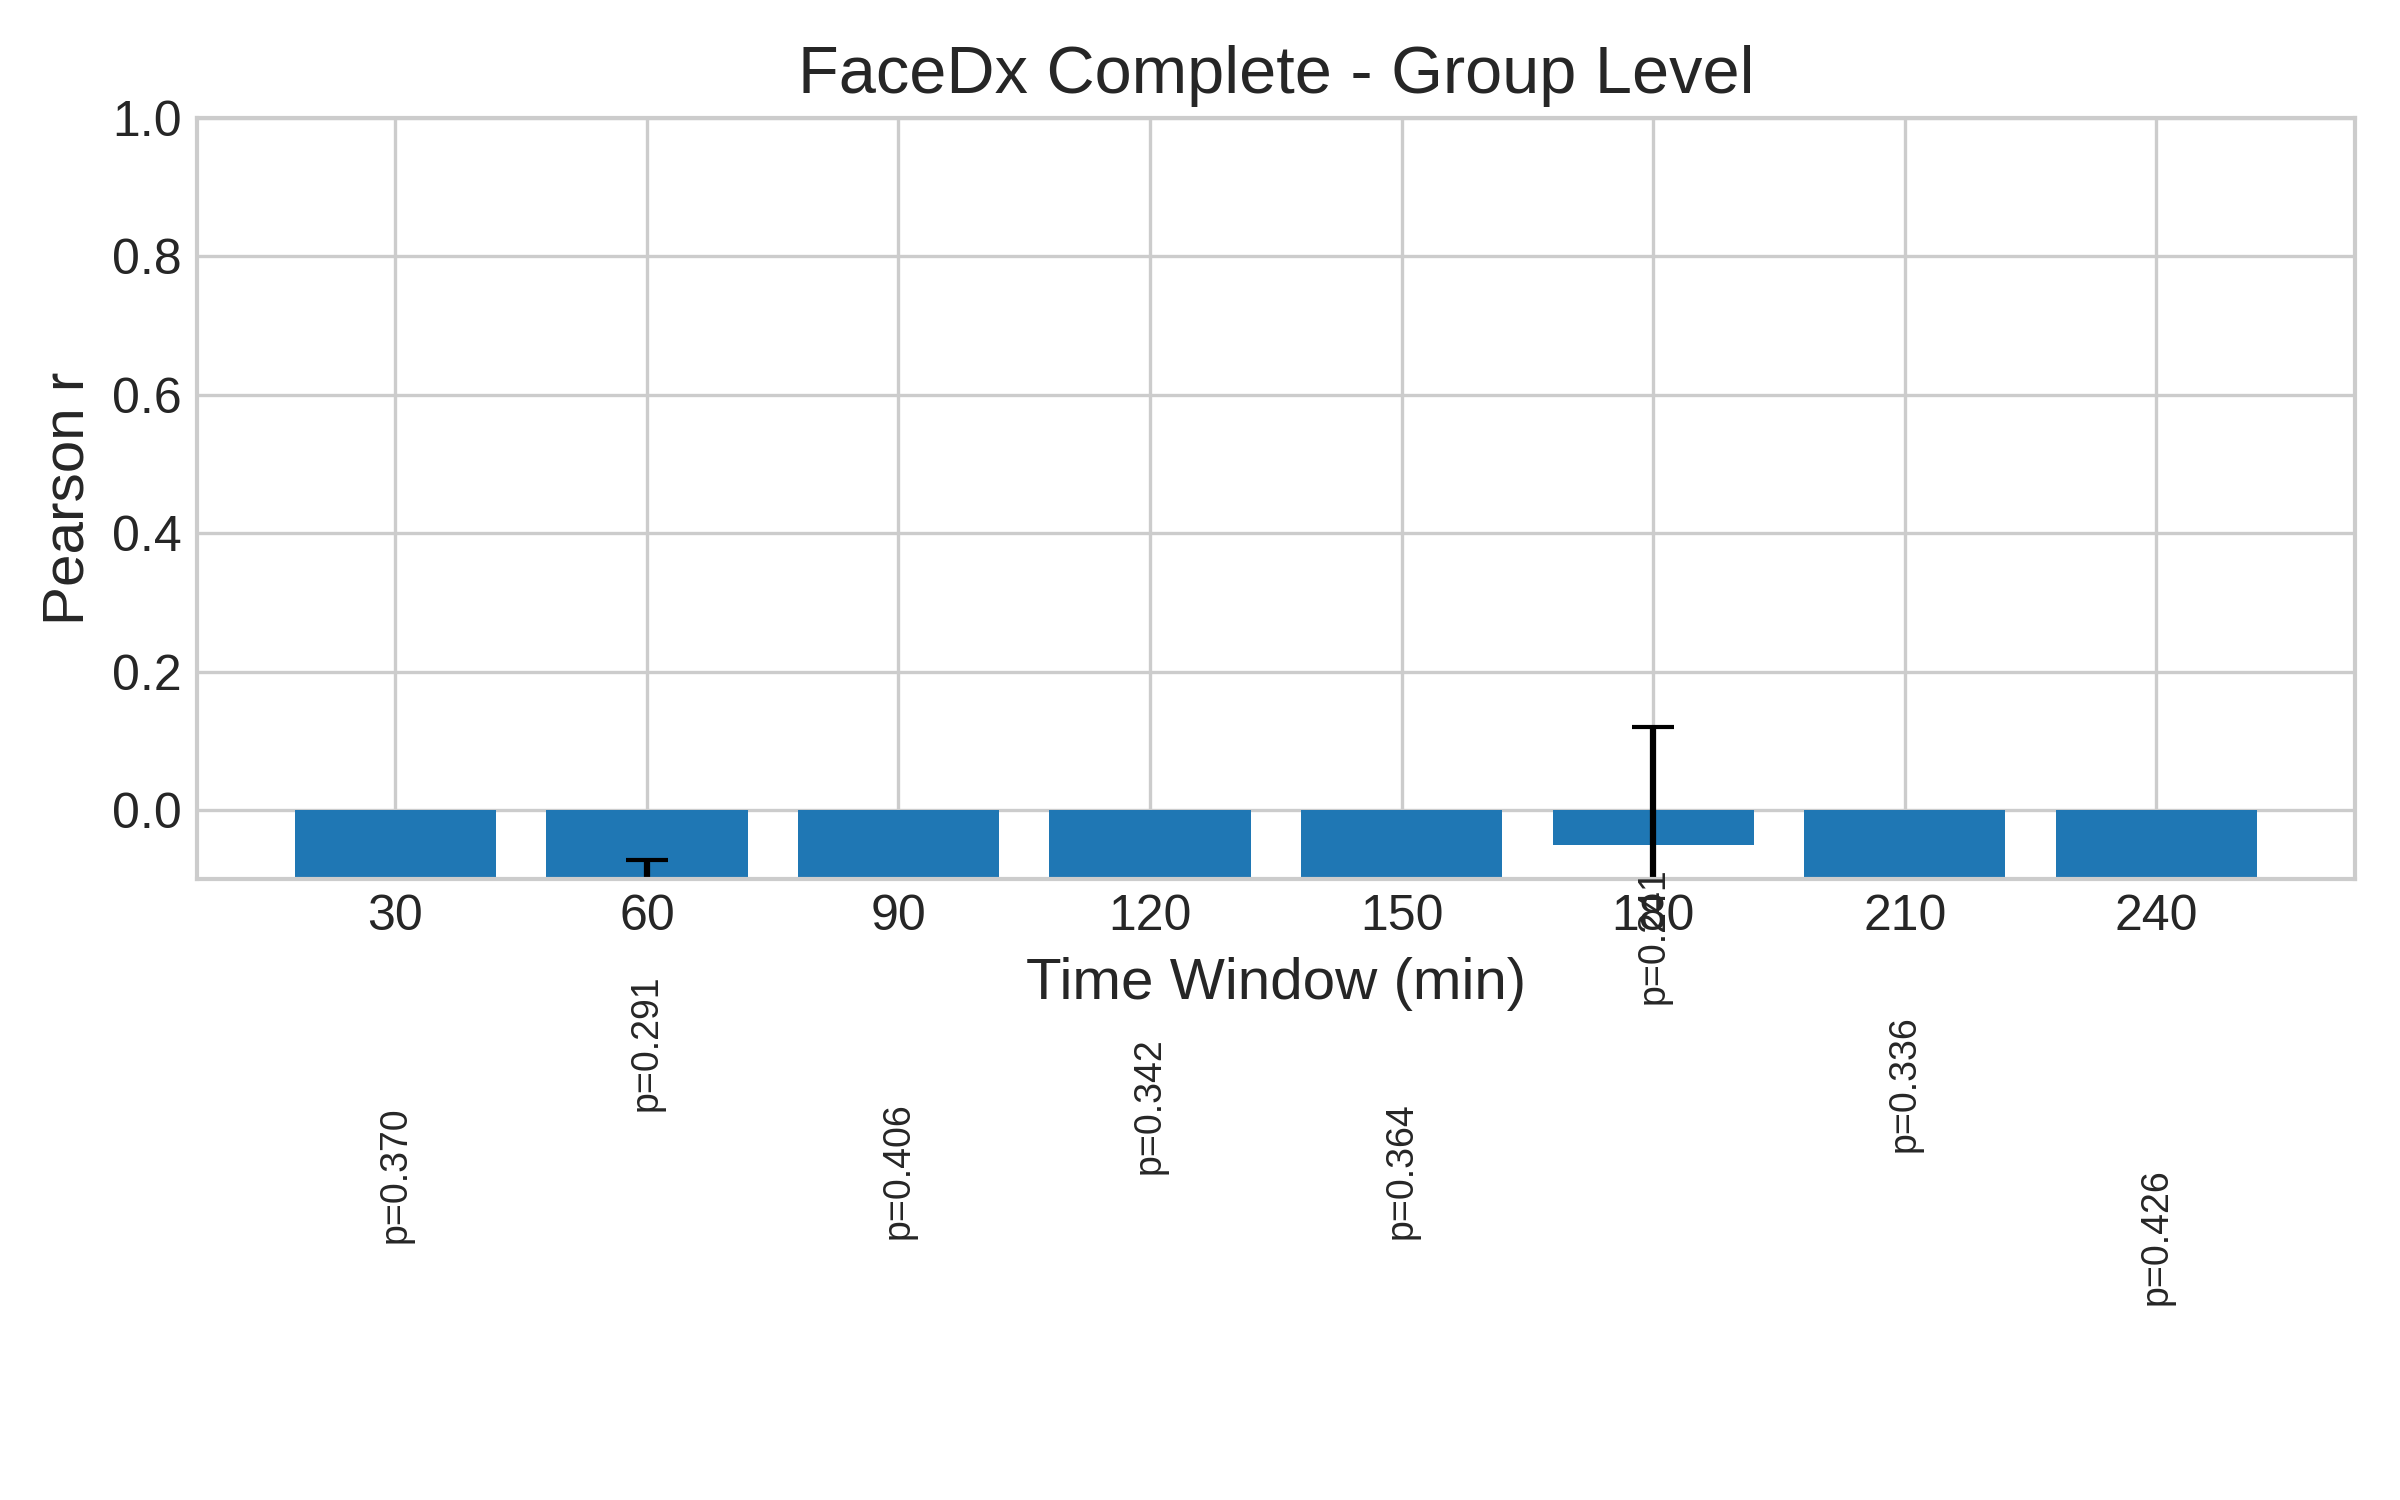 FaceDx Complete - Group Level
Pearson r
1.0
0.8
0.6
0.4
0.2
0.0
30 60 90 120 150 180 210 240
Time Window (min)
p=0.370
p=0.291
p=0.406
p=0.342
p=0.364
p=0.336
p=0.426